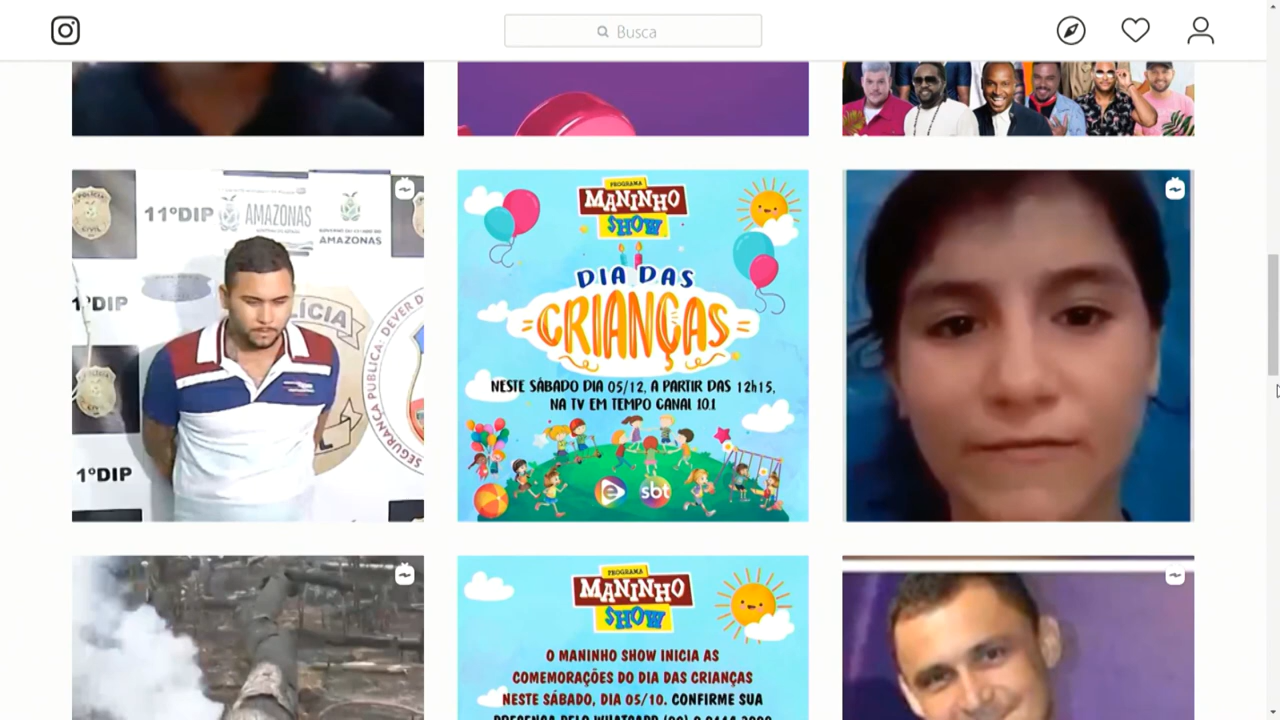 Busca
11ºDIP
AMAZONAS
AMAZONAS
1ºDIP
LÍCIA
SEGURANÇA PÚBLICA: DEVER D
1ºDIP
PROGRAMA
MANINHO
SHOW
DIA DAS
CRIANÇAS
NESTE SÁBADO DIA 05/12, A PARTIR DAS 12h15,
NA TV EM TEMPO CANAL 10.1
e sbt
PROGRAMA
MANINHO
SHOW
O MANINHO SHOW INICIA AS
COMEMORAÇÕES DO DIA DAS CRIANÇAS
NESTE SÁBADO, DIA 05/10. CONFIRME SUA